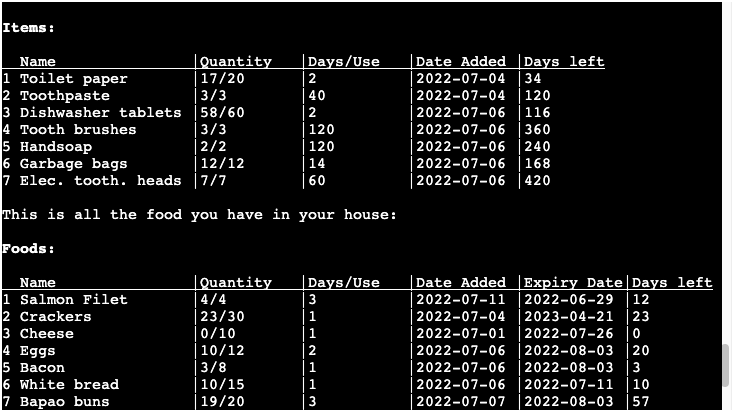 Items:
Name |Quantity |Days/Use |Date Added |Days left
1 Toilet paper |17/20 |2 |2022-07-04 |34
2 Toothpaste |3/3 |40 |2022-07-04 |120
3 Dishwasher tablets |58/60 |2 |2022-07-06 |116
4 Tooth brushes |3/3 |120 |2022-07-06 |360
5 Handsoap |2/2 |120 |2022-07-06 |240
6 Garbage bags |12/12 |14 |2022-07-06 |168
7 Elec. tooth. heads |7/7 |60 |2022-07-06 |420
This is all the food you have in your house:
Foods:
Name |Quantity |Days/Use |Date Added |Expiry Date|Days left
1 Salmon Filet |4/4 |3 |2022-07-11 |2022-06-29 |12
2 Crackers |23/30 |1 |2022-07-04 |2023-04-21 |23
3 Cheese |0/10 |1 |2022-07-01 |2022-07-26 |0
4 Eggs |10/12 |2 |2022-07-06 |2022-08-03 |20
5 Bacon |3/8 |1 |2022-07-06 |2022-08-03 |3
6 White bread |10/15 |1 |2022-07-06 |2022-07-11 |10
7 Bapao buns |19/20 |3 |2022-07-07 |2022-08-03 |57